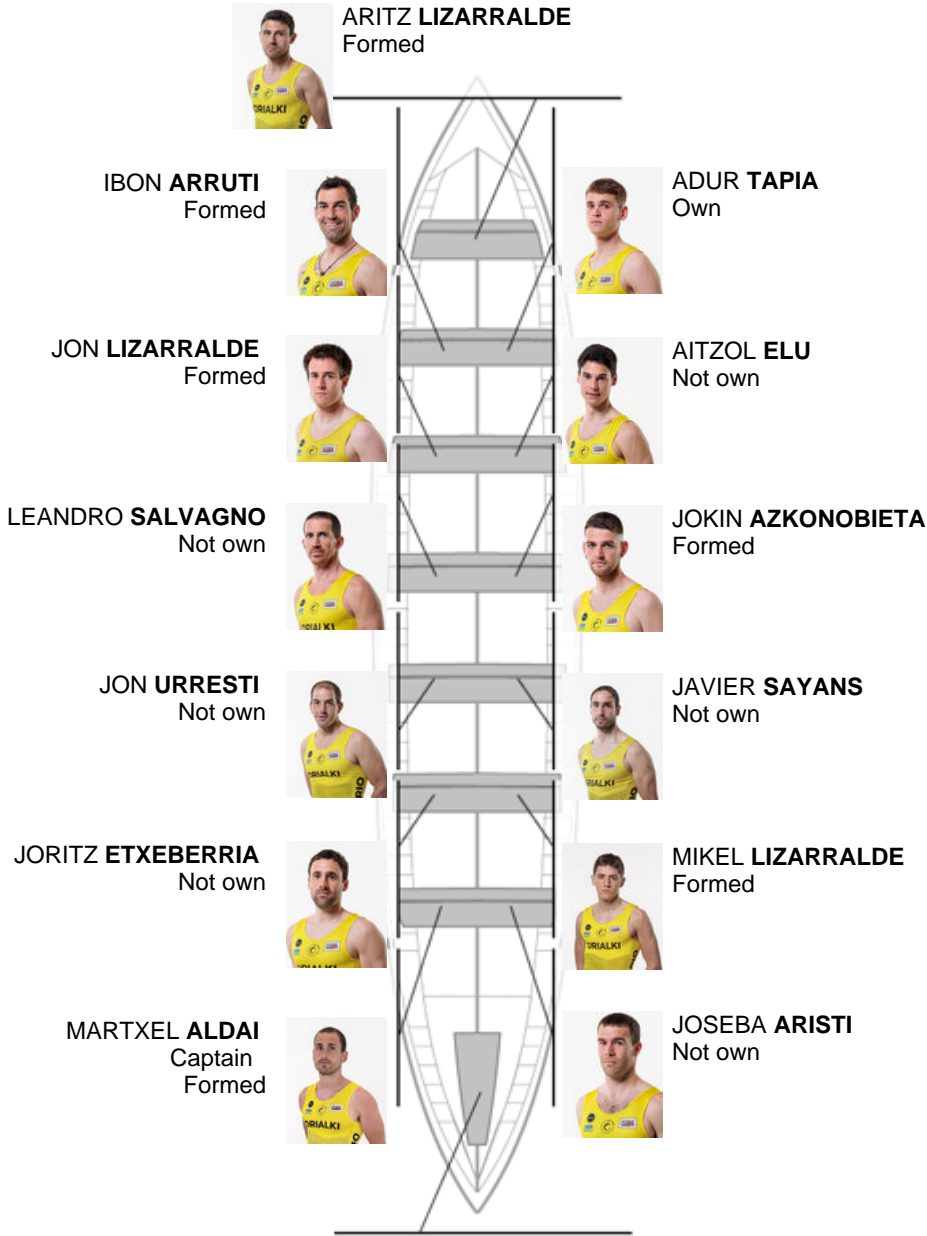 ARITZ LIZARRALDE
Formed
IBON ARRUTI
Formed
ADUR TAPIA
Own
JON LIZARRALDE
Formed
AITZOL ELU
Not own
LEANDRO SALVAGNO
Not own
JOKIN AZKONOBIETA
Formed
JON URRESTI
Not own
JAVIER SAYANS
Not own
JORITZ ETXEBERRIA
Not own
MIKEL LIZARRALDE
Formed
MARTXEL ALDAI
Captain
Formed
JOSEBA ARISTI
Not own